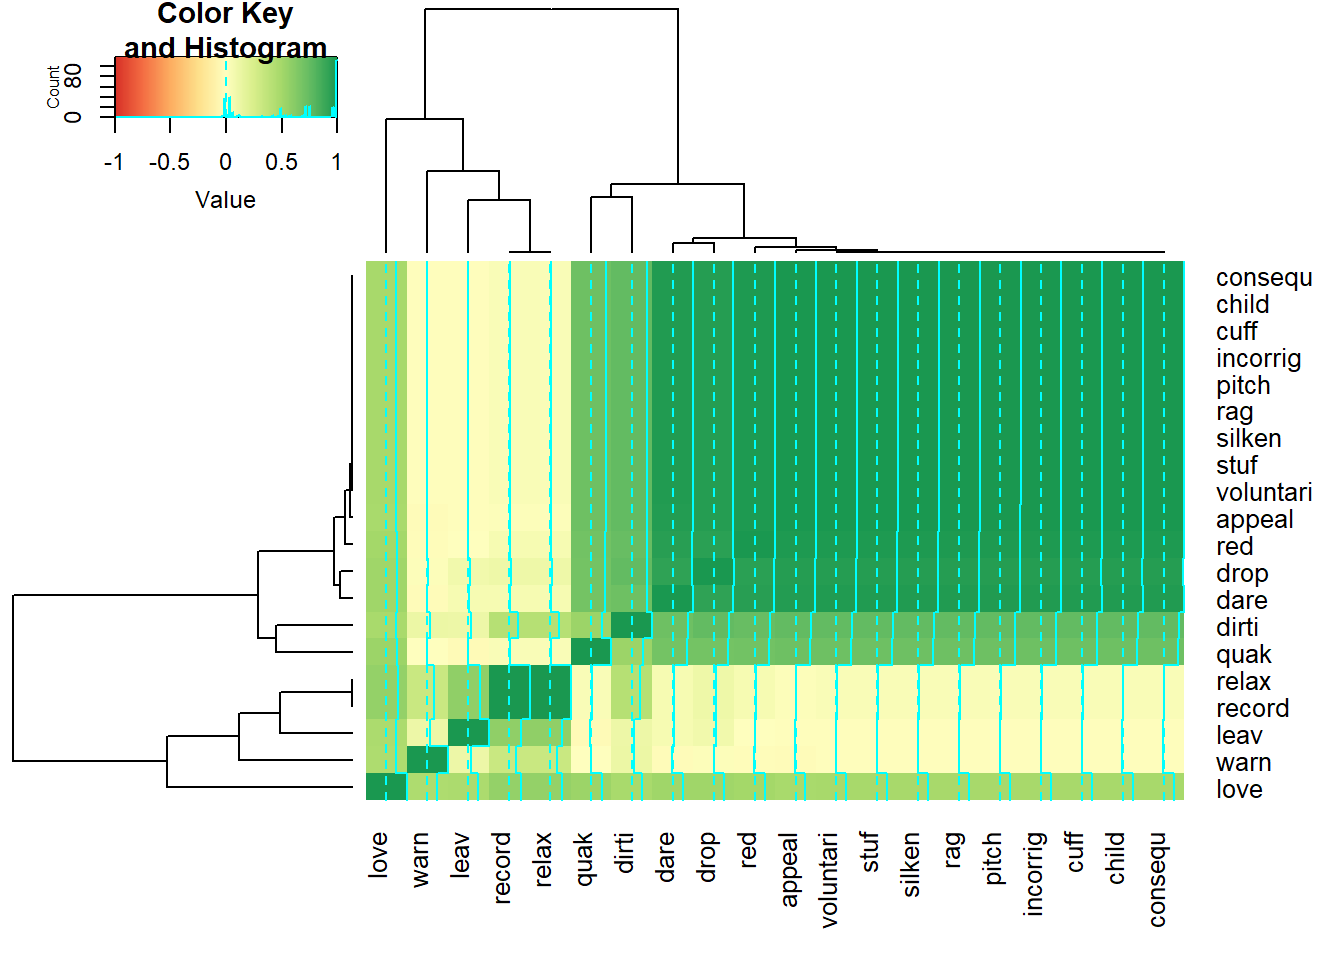 Color Key
and Histogram
Count
0 80
-1 -0.5 0 0.5 1
Value
consequ
child
cuff
incorrig
pitch
rag
silken
stuf
voluntari
appeal
red
drop
dare
dirti
quak
relax
record
leav
warn
love
love warn leav record relax quak dirti dare drop red appeal voluntari stuf silken rag pitch incorrig cuff child consequ